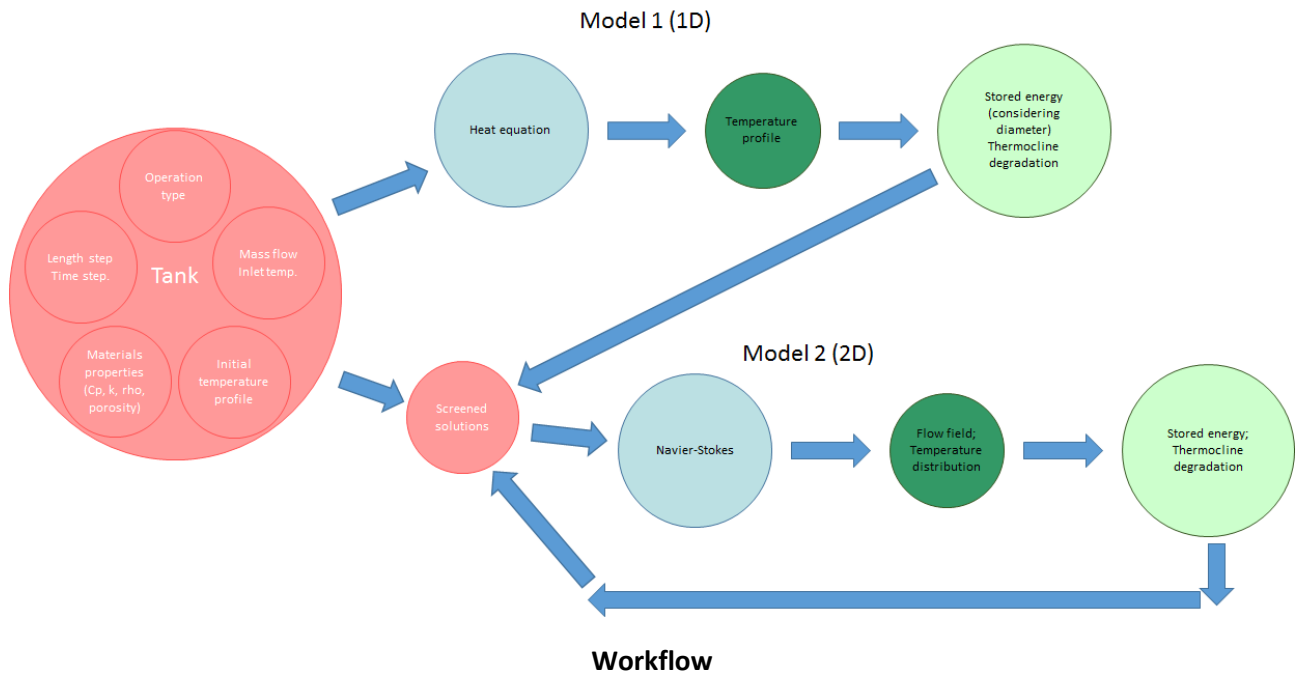 Model 1 (1D)
Heat equation
Temperature
profile
Stored energy
(considering
diameter)
Thermocline
degradation
Operation
type
Length step
Time step.
Tank
Mass flow
Inlet temp.
Materials
properties
(Cp, k, rho,
porosity)
Initial
temperature
profile
Model 2 (2D)
Screened
solutions
Navier-Stokes
Flow field;
Temperature
distribution
Stored energy;
Thermocline
degradation
Workflow